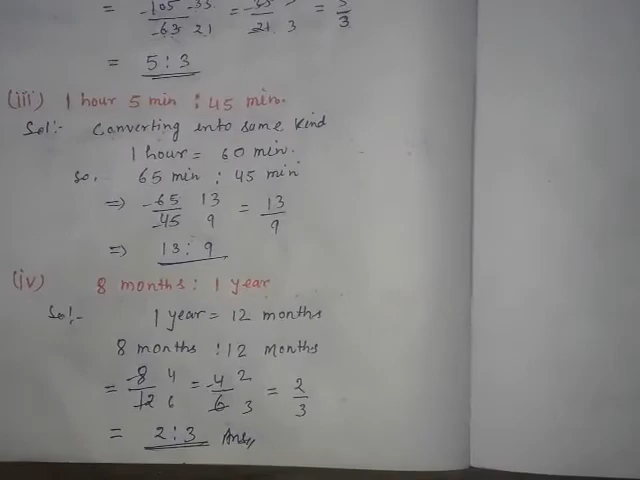 = 105 35 = 35 5 = 5/3
63 21 21 3
= 5 : 3
(iii) 1 hour 5 min : 45 min.
Sol:- Converting into same kind
1 hour = 60 min.
so, 65 min : 45 min
⇒ 65/45 13/9 = 13/9
⇒ 13 : 9
(iv) 8 months : 1 year
Sol:- 1 year = 12 months
8 months : 12 months
= 8/12 4/6 = 4/6 2/3 = 2/3
= 2 : 3 Ans,,